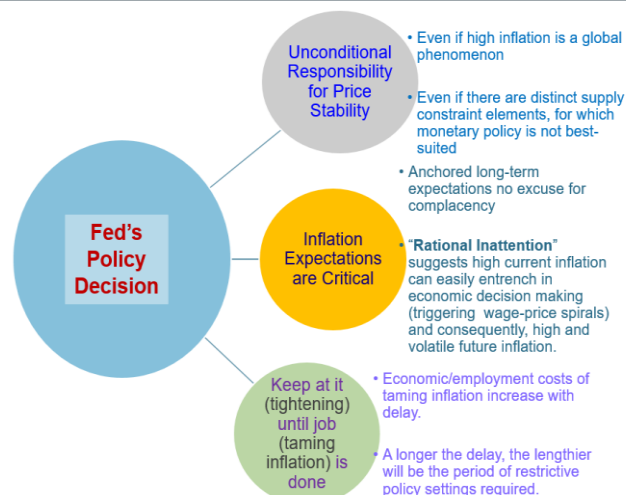 Fed's
Policy
Decision
Unconditional
Responsibility
for Price
Stability
• Even if high inflation is a global
phenomenon
• Even if there are distinct supply
constraint elements, for which
monetary policy is not best-
suited
Inflation
Expectations
are Critical
• Anchored long-term
expectations no excuse for
complacency
• "Rational Inattention"
suggests high current inflation
can easily entrench in
economic decision making
(triggering wage-price spirals)
and consequently, high and
volatile future inflation.
Keep at it
(tightening)
until job
(taming
inflation) is
done
• Economic/employment costs of
taming inflation increase with
delay.
• A longer the delay, the lengthier
will be the period of restrictive
policy settings required.